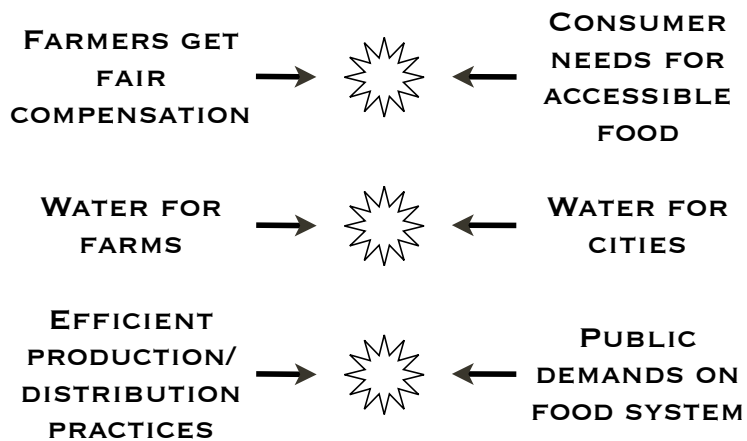 Farmers get
fair
compensation
Consumer
needs for
accessible
food
Water for
farms
Water for
cities
Efficient
production/
distribution
practices
Public
demands on
food system